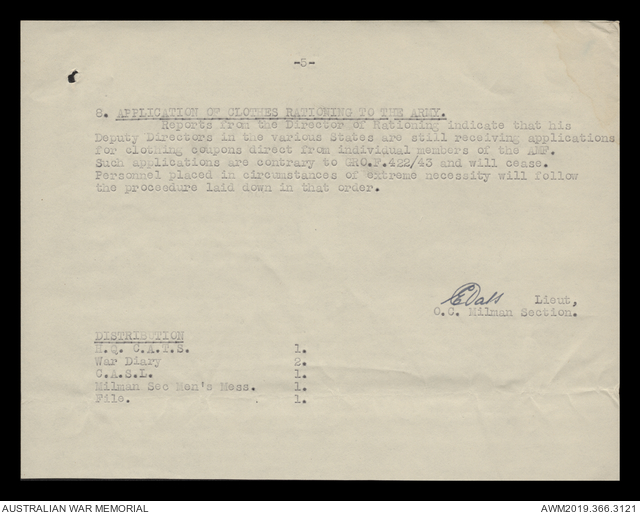 -5-
8. APPLICATION OF CLOTHES RATIONING TO THE ARMY.
Reports from the Director of Rationing indicate that his
Deputy Directors in the various States are still receiving applications
for clothing coupons direct from individual members of the AMF.
Such applications are contrary to GRO.F.422/43 and will cease.
Personnel placed in circumstances of extreme necessity will follow
the proceedure laid down in that order.
Lieut,
O.C. Milman Section.
DISTRIBUTION
H.Q. C.A.T.S. 1.
War Diary 2.
C.A.S.L. 1.
Milman Sec Men's Mess. 1.
File. 1.
AUSTRALIAN WAR MEMORIAL
AWM2019.366.3121